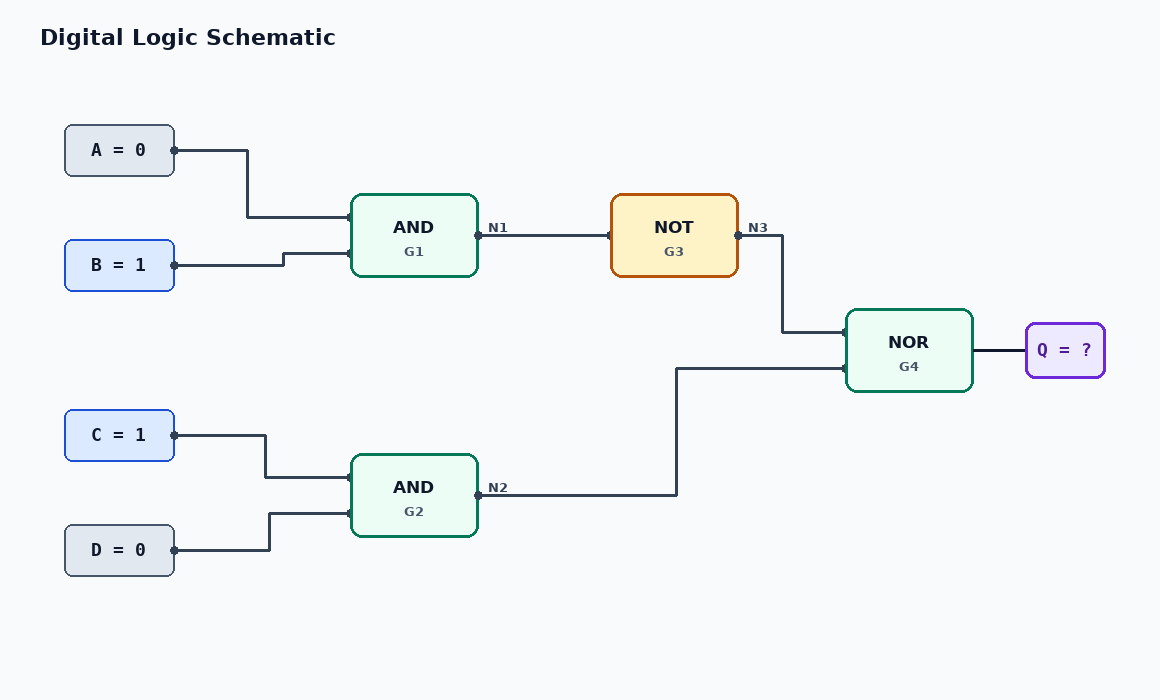 Digital Logic Schematic
A = 0
B = 1
AND
G1
N1
NOT
G3
N3
NOR
G4
Q = ?
C = 1
D = 0
AND
G2
N2